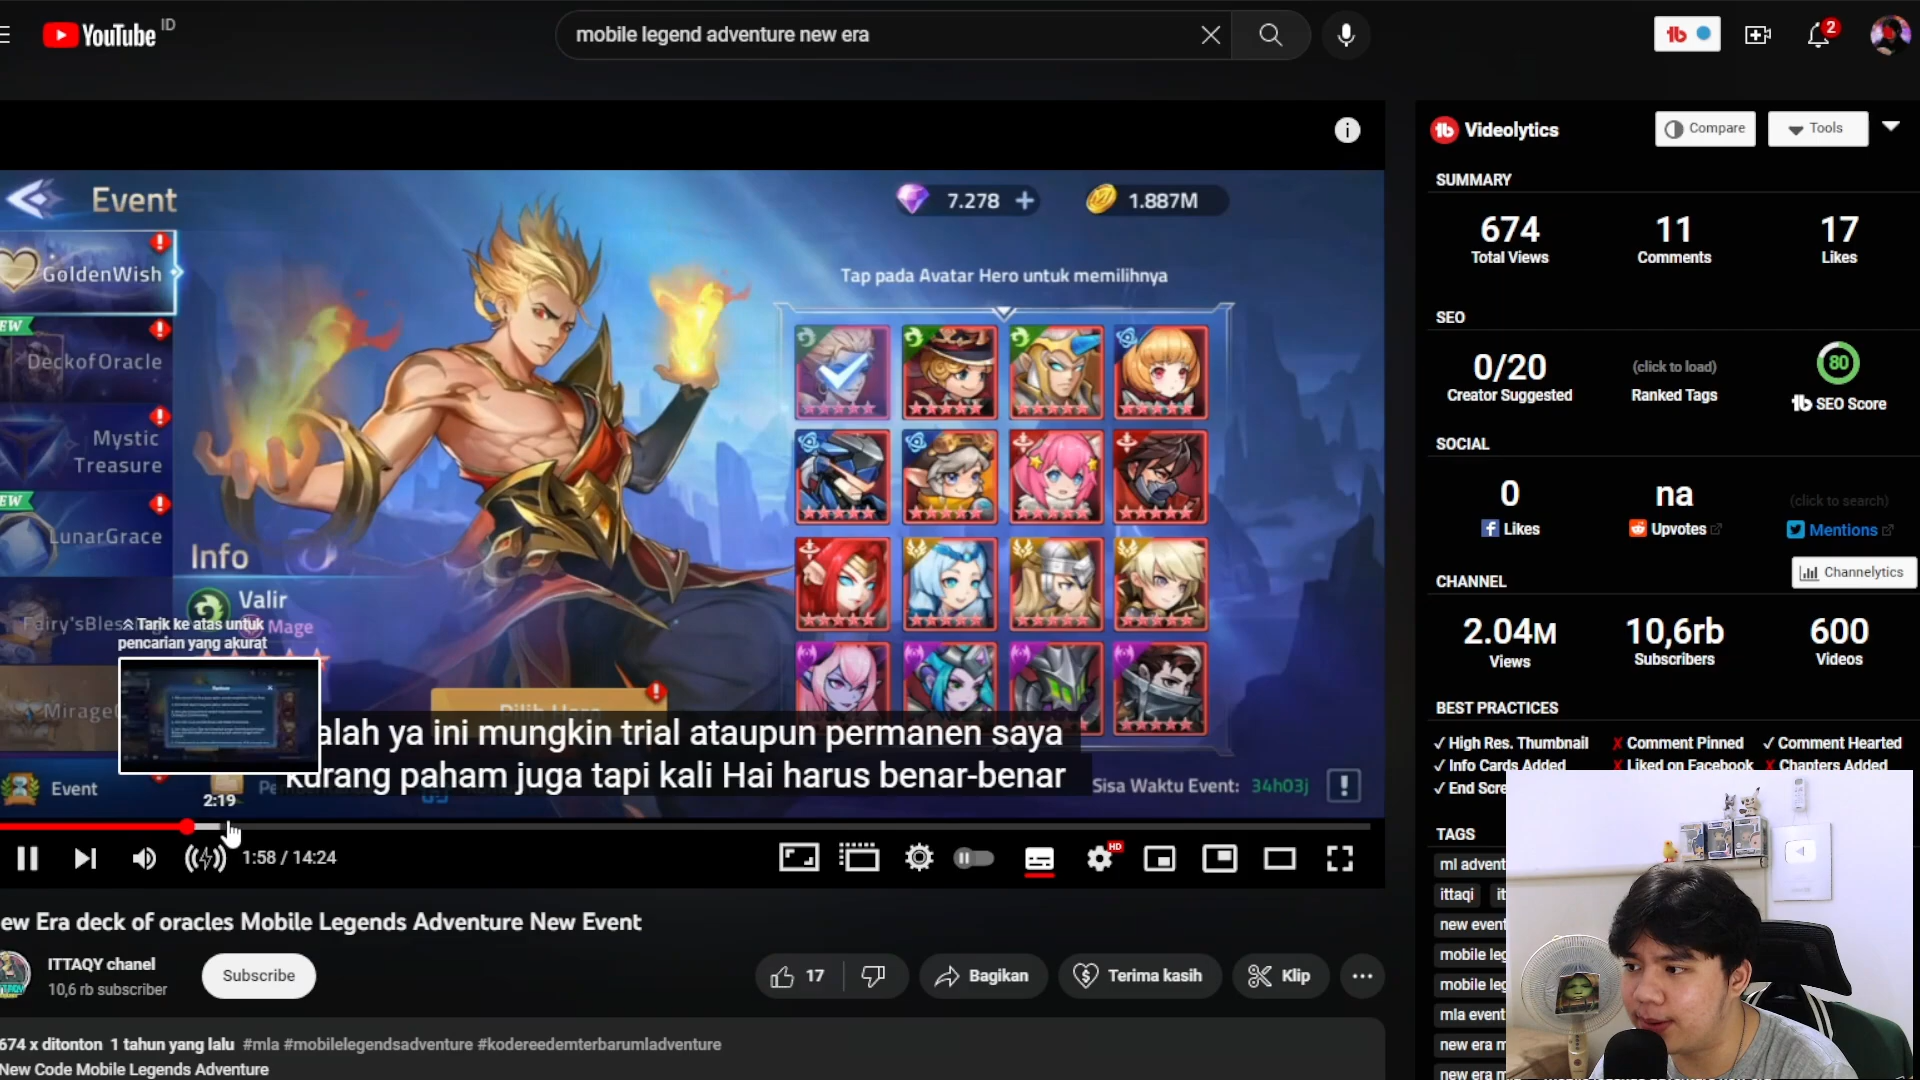 YouTube ID
mobile legend adventure new era
2
Event
7.278
1.887M
GoldenWish
DeckofOracle
Mystic
Treasure
LunarGrace
Tap pada Avatar Hero untuk memilihnya
Info
Valir
Mage
Tarik ke atas untuk
pencarian yang akurat
Event
alah ya ini mungkin trial ataupun permanen saya
kurang paham juga tapi kali Hai harus benar-benar
Sisa Waktu Event: 34h03j
2:19
1:58 / 14:24
HD
ew Era deck of oracles Mobile Legends Adventure New Event
ITTAQY chanel
10,6 rb subscriber
Subscribe
17
Bagikan
Terima kasih
Klip
674 x ditonton 1 tahun yang lalu #mla #mobilelegendsadventure #kodereedemterbarumladventure
New Code Mobile Legends Adventure
Videolytics
Compare
Tools
SUMMARY
674
Total Views
11
Comments
17
Likes
SEO
0/20
Creator Suggested
(click to load)
Ranked Tags
80
SEO Score
SOCIAL
0
Likes
na
Upvotes
(click to search)
Mentions
Channelytics
CHANNEL
2.04M
Views
10,6rb
Subscribers
600
Videos
BEST PRACTICES
✓ High Res. Thumbnail
✗ Comment Pinned
✓ Comment Hearted
✓ Info Cards Added
✗ Liked on Facebook
✗ Chapters Added
✓ End Scre
TAGS
ml advent
ittaqi
it
new event
mobile leg
mobile leg
mla event
new era m
new era m